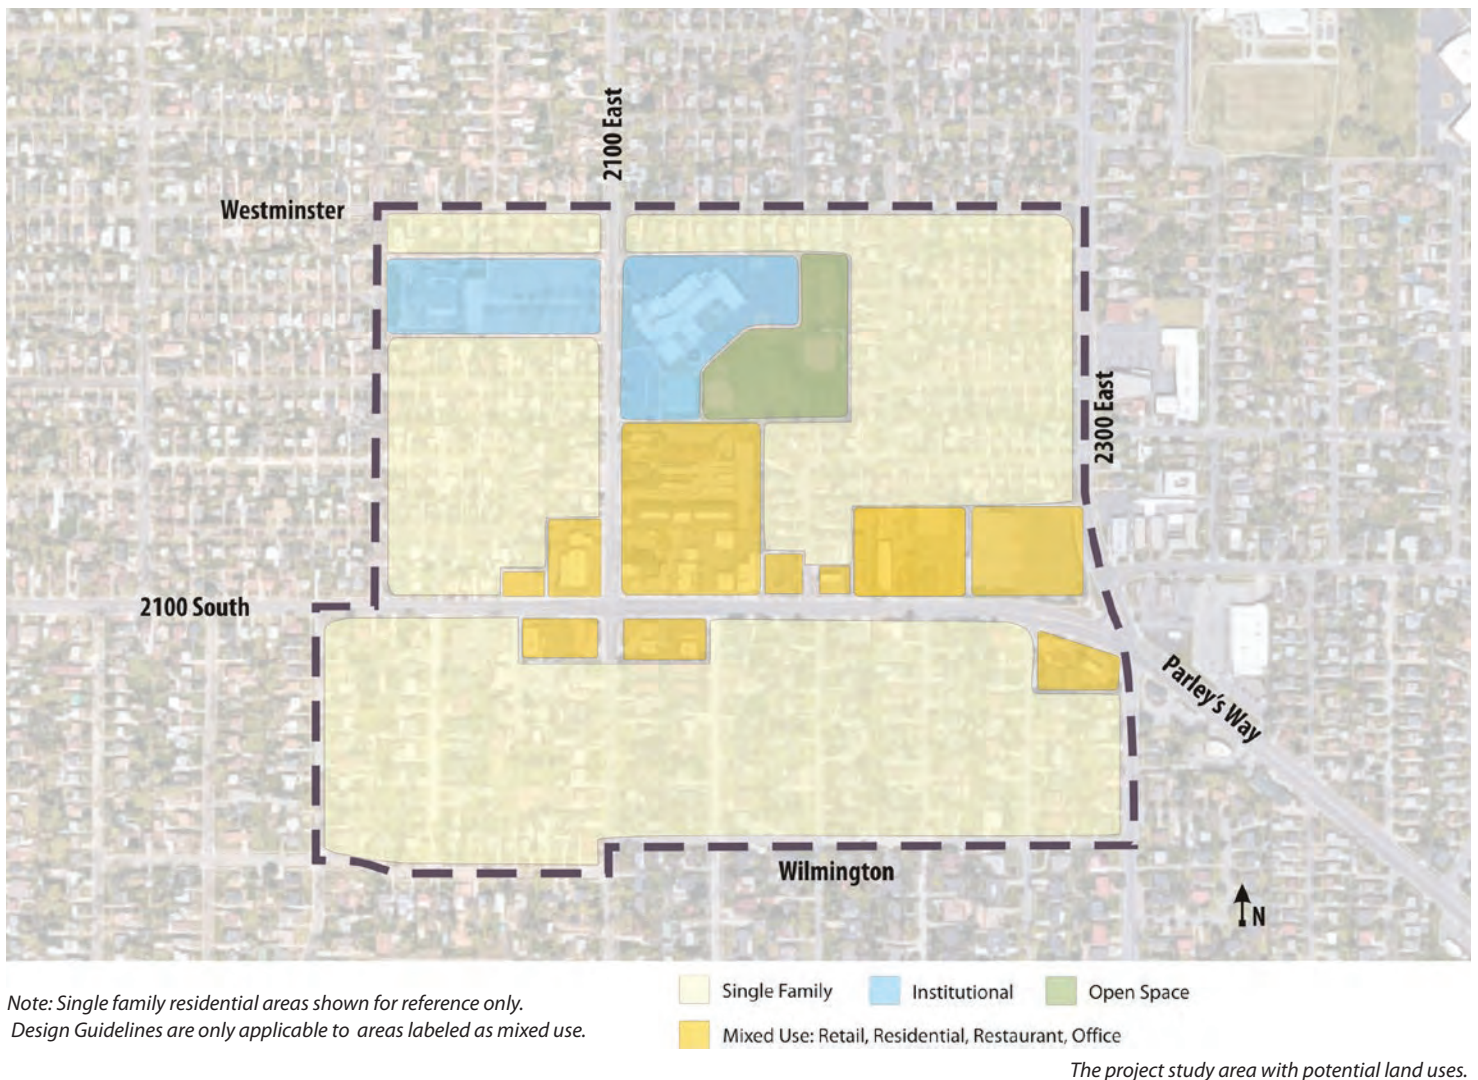 2100 East
Westminster
2300 East
2100 South
Parley's Way
Wilmington
N
Single Family
Institutional
Open Space
Note: Single family residential areas shown for reference only.
Design Guidelines are only applicable to areas labeled as mixed use.
Mixed Use: Retail, Residential, Restaurant, Office
The project study area with potential land uses.